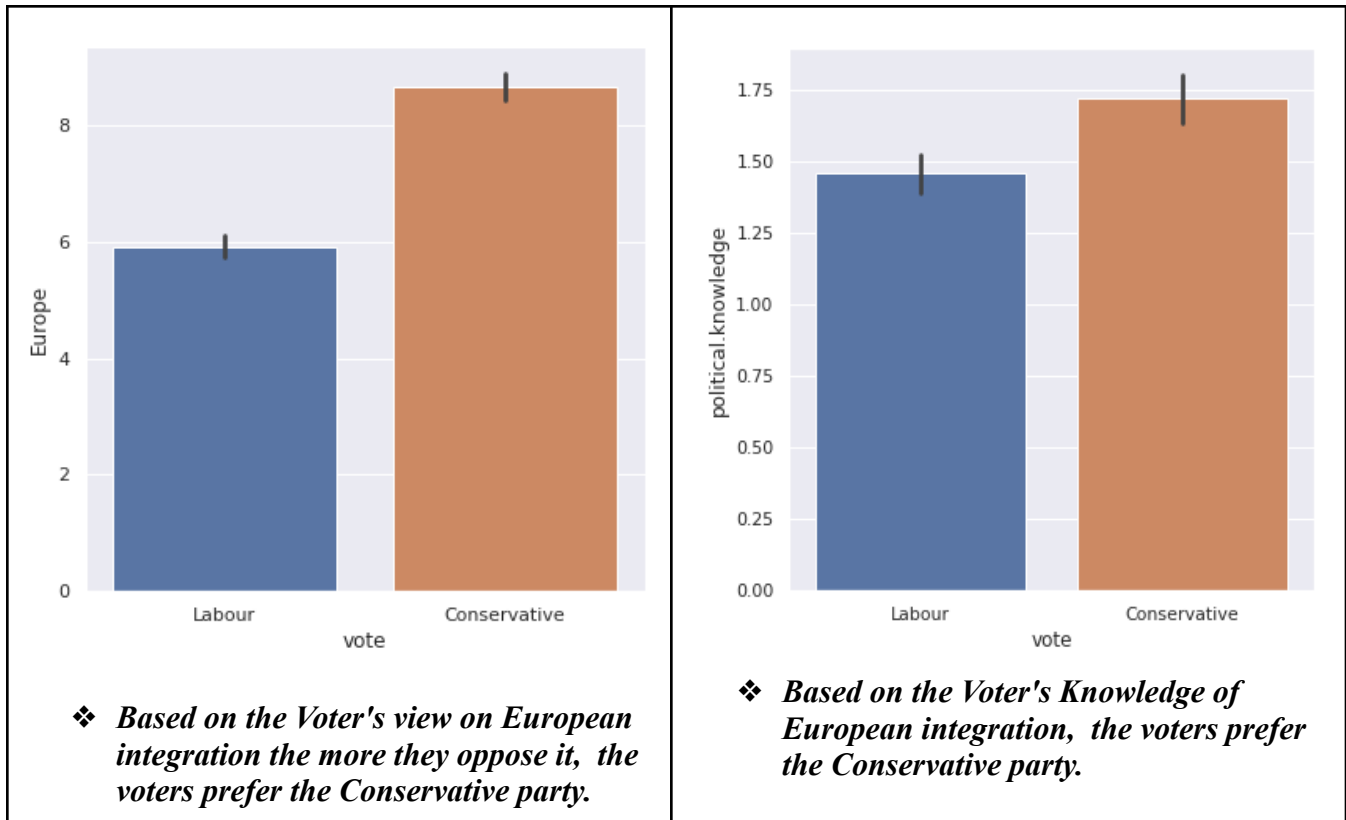 8
6
4
2
0
Europe
Labour Conservative
vote
❖ Based on the Voter's view on European
integration the more they oppose it, the
voters prefer the Conservative party.
1.75
1.50
1.25
1.00
0.75
0.50
0.25
0.00
political.knowledge
Labour Conservative
vote
❖ Based on the Voter's Knowledge of
European integration, the voters prefer
the Conservative party.